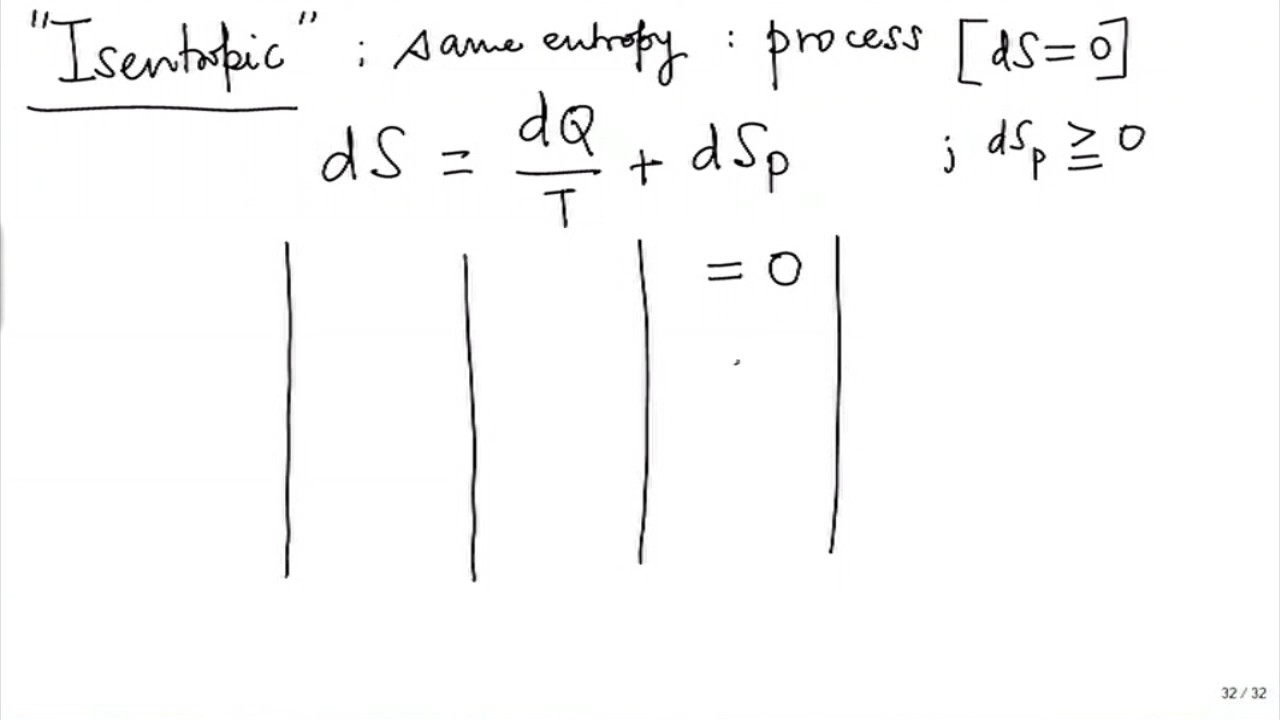 "Isentropic" : same entropy : process [dS = 0]
dS = dQ/T + dSp ; dSp ≥ 0
= 0
32 / 32